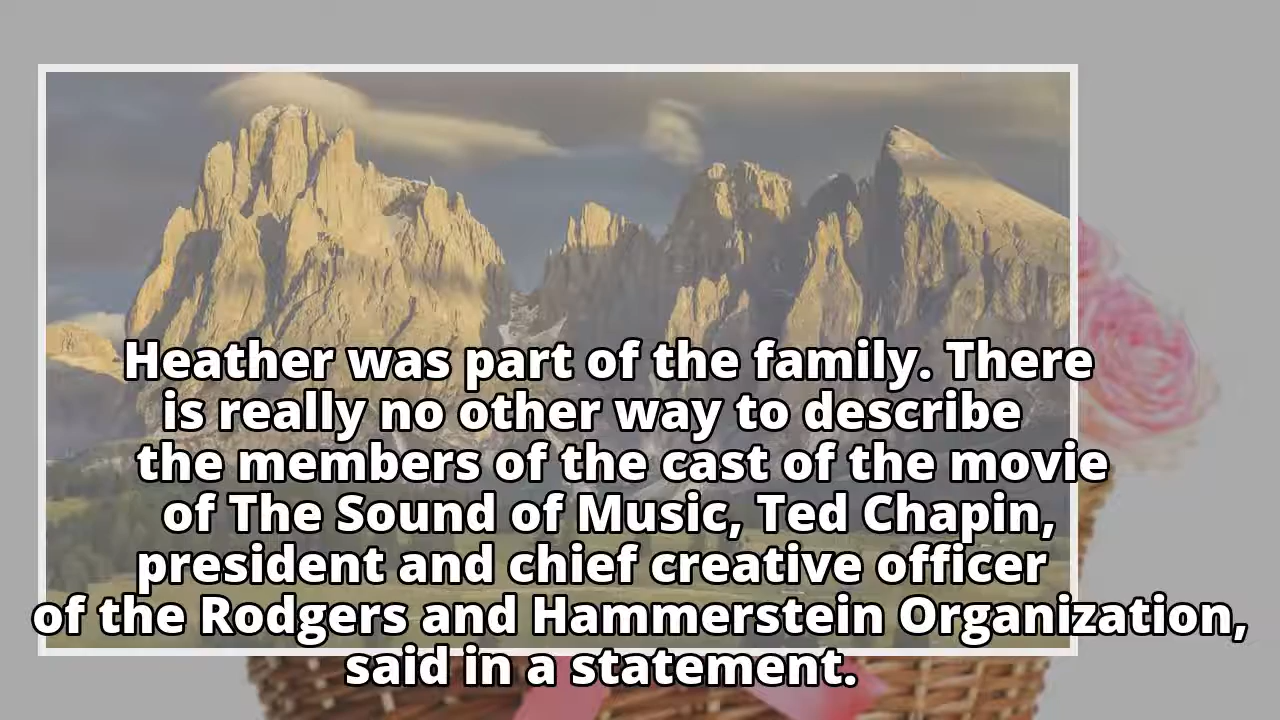 Heather was part of the family. There
is really no other way to describe
the members of the cast of the movie
of The Sound of Music, Ted Chapin,
president and chief creative officer
of the Rodgers and Hammerstein Organization,
said in a statement.